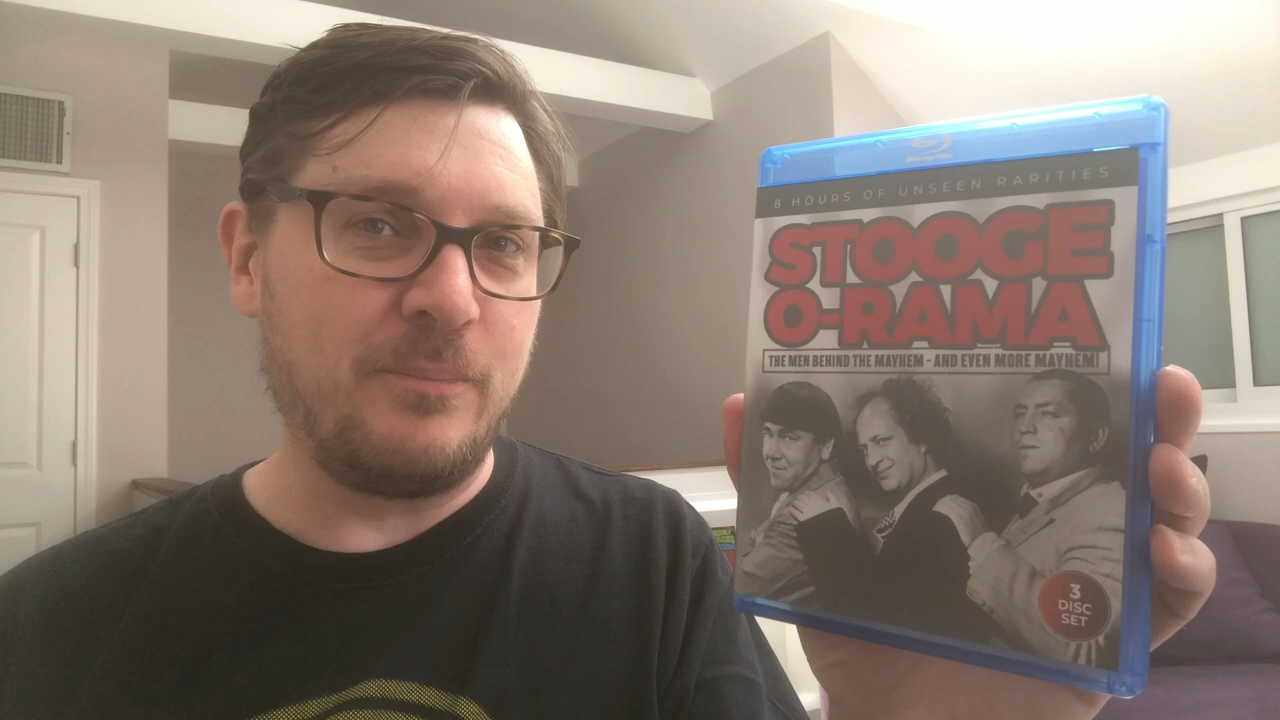 8 HOURS OF UNSEEN RARITIES
STOOGE
O-RAMA
THE MEN BEHIND THE MAYHEM - AND EVEN MORE MAYHEM!
3
DISC
SET